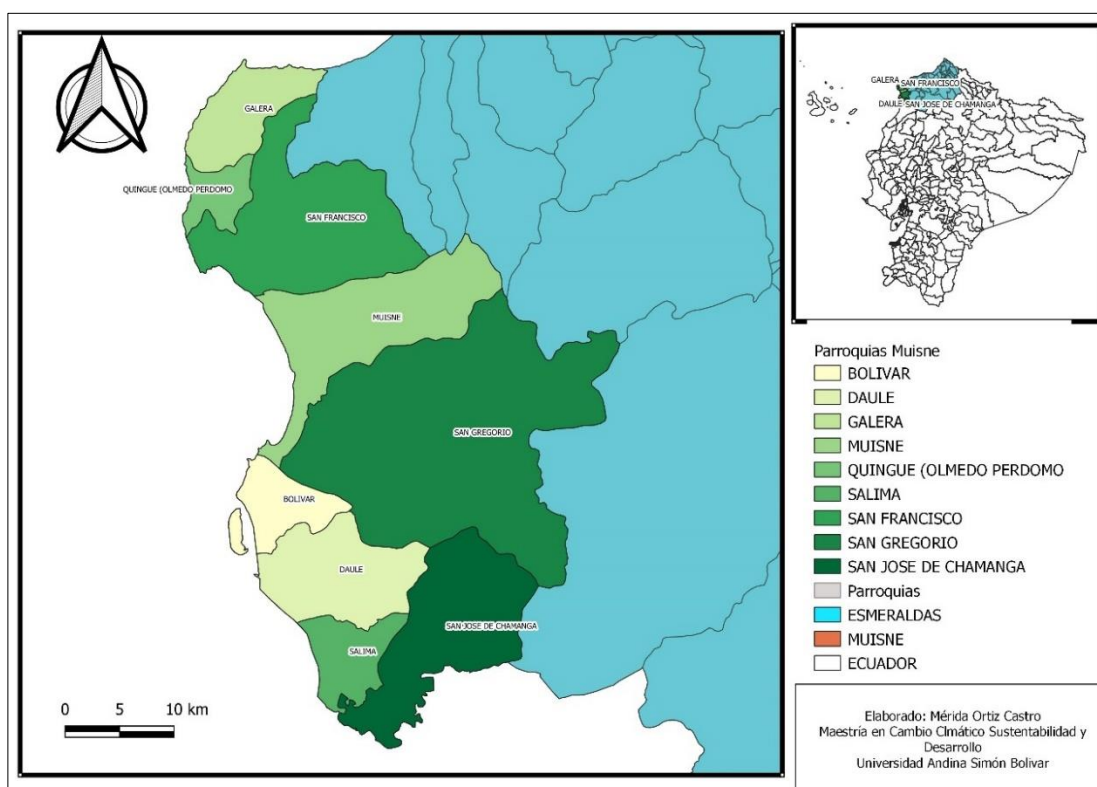 GALERA
QUINGUE (OLMEDO PERDOMO
SAN FRANCISCO
MUISNE
SAN GREGORIO
BOLIVAR
DAULE
SAN JOSE DE CHAMANGA
SALIMA
0 5 10 km
GALERA
SAN FRANCISCO
DAULE
SAN JOSE DE CHAMANGA
Parroquias Muisne
BOLIVAR
DAULE
GALERA
MUISNE
QUINGUE (OLMEDO PERDOMO
SALIMA
SAN FRANCISCO
SAN GREGORIO
SAN JOSE DE CHAMANGA
Parroquias
ESMERALDAS
MUISNE
ECUADOR
Elaborado: Mérida Ortiz Castro
Maestría en Cambio Clmático Sustentabilidad y
Desarrollo
Universidad Andina Simón Bolivar